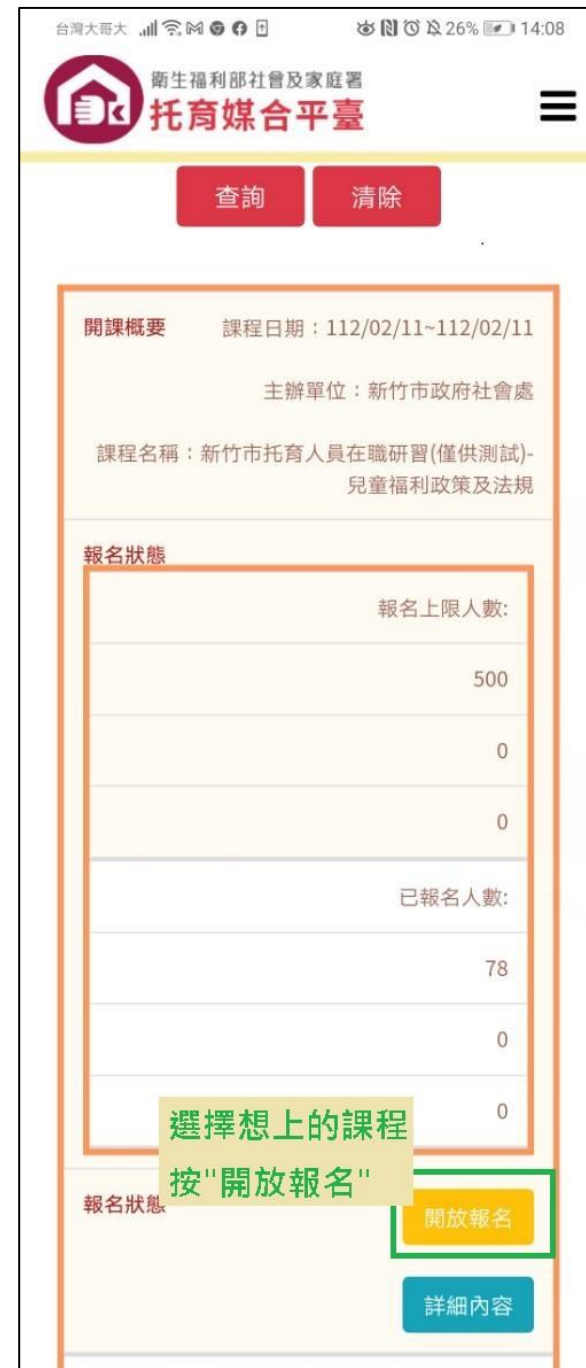 台灣大哥大 26% 14:08
衛生福利部社會及家庭署
托育媒合平臺
查詢 清除
開課概要 課程日期：112/02/11~112/02/11
主辦單位：新竹市政府社會處
課程名稱：新竹市托育人員在職研習(僅供測試)-
兒童福利政策及法規
報名狀態
報名上限人數:
500
0
0
已報名人數:
78
0
0
選擇想上的課程
按"開放報名"
報名狀態 開放報名
詳細內容